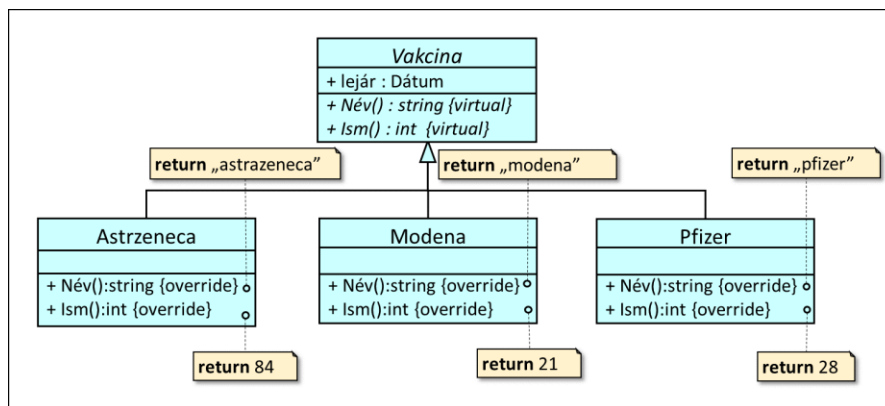 Vakcina
+ lejár : Dátum
+ Név() : string {virtual}
+ Ism() : int {virtual}
return „astrazeneca”
return „modena”
return „pfizer”
Astrzeneca
+ Név():string {override}
+ Ism():int {override}
return 84
Modena
+ Név():string {override}
+ Ism():int {override}
return 21
Pfizer
+ Név():string {override}
+ Ism():int {override}
return 28